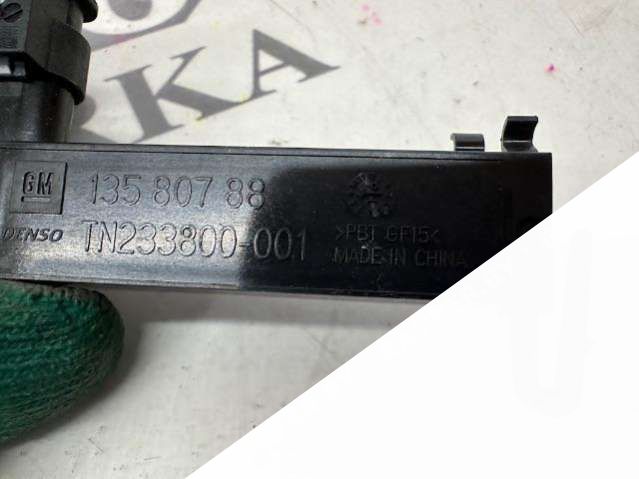 RKA
GM
135 807 88
DENSO
TN233800-001
>PBT GF15<
MADE IN CHINA